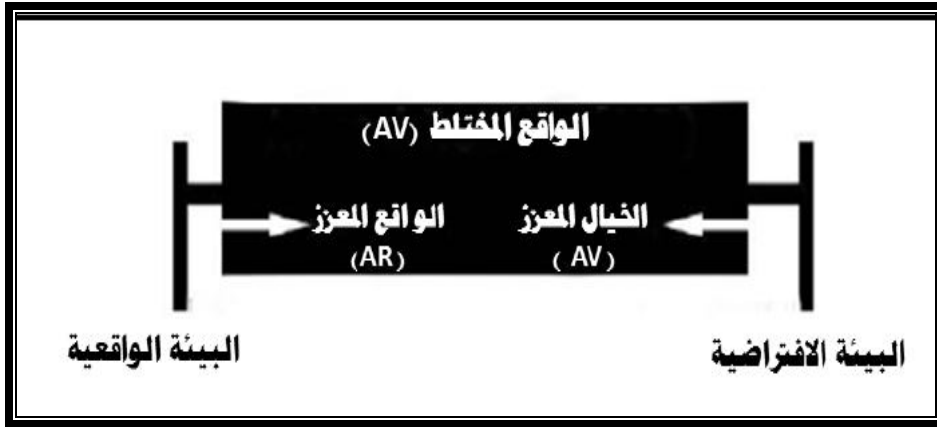 الواقع المختلط (AV)
الخيال المعزز
( AV )
الواقع المعزز
(AR)
البيئة الافتراضية
البيئة الواقعية